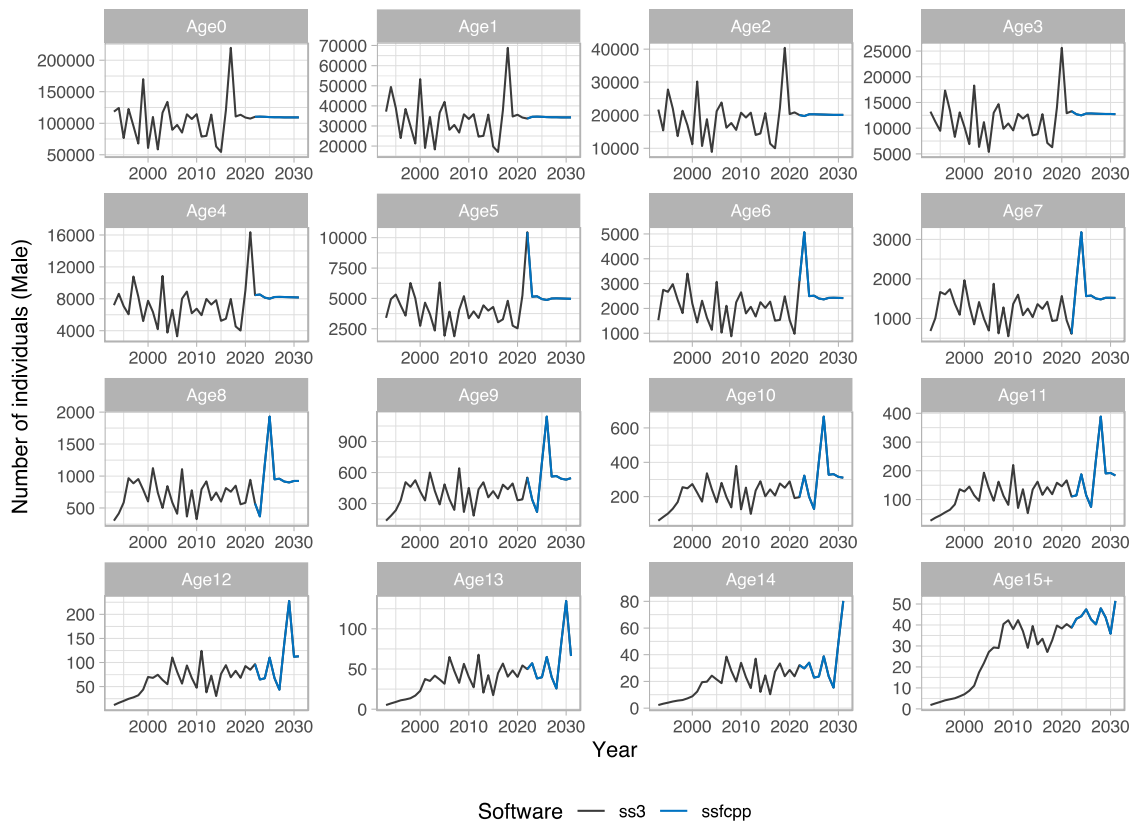 Age0 Age1 Age2 Age3
200000 150000 100000 50000
70000 60000 50000 40000 30000 20000
40000 30000 20000 10000
25000 20000 15000 10000 5000
2000 2010 2020 2030 2000 2010 2020 2030 2000 2010 2020 2030 2000 2010 2020 2030
Age4 Age5 Age6 Age7
16000 12000 8000 4000
10000 7500 5000 2500
5000 4000 3000 2000 1000
3000 2000 1000
2000 2010 2020 2030 2000 2010 2020 2030 2000 2010 2020 2030 2000 2010 2020 2030
Number of individuals (Male)
Age8 Age9 Age10 Age11
2000 1500 1000 500
900 600 300
600 400 200
400 300 200 100
2000 2010 2020 2030 2000 2010 2020 2030 2000 2010 2020 2030 2000 2010 2020 2030
Age12 Age13 Age14 Age15+
200 150 100 50
100 50 0
80 60 40 20 0
50 40 30 20 10 0
2000 2010 2020 2030 2000 2010 2020 2030 2000 2010 2020 2030 2000 2010 2020 2030
Year
Software ss3 ssfcpp